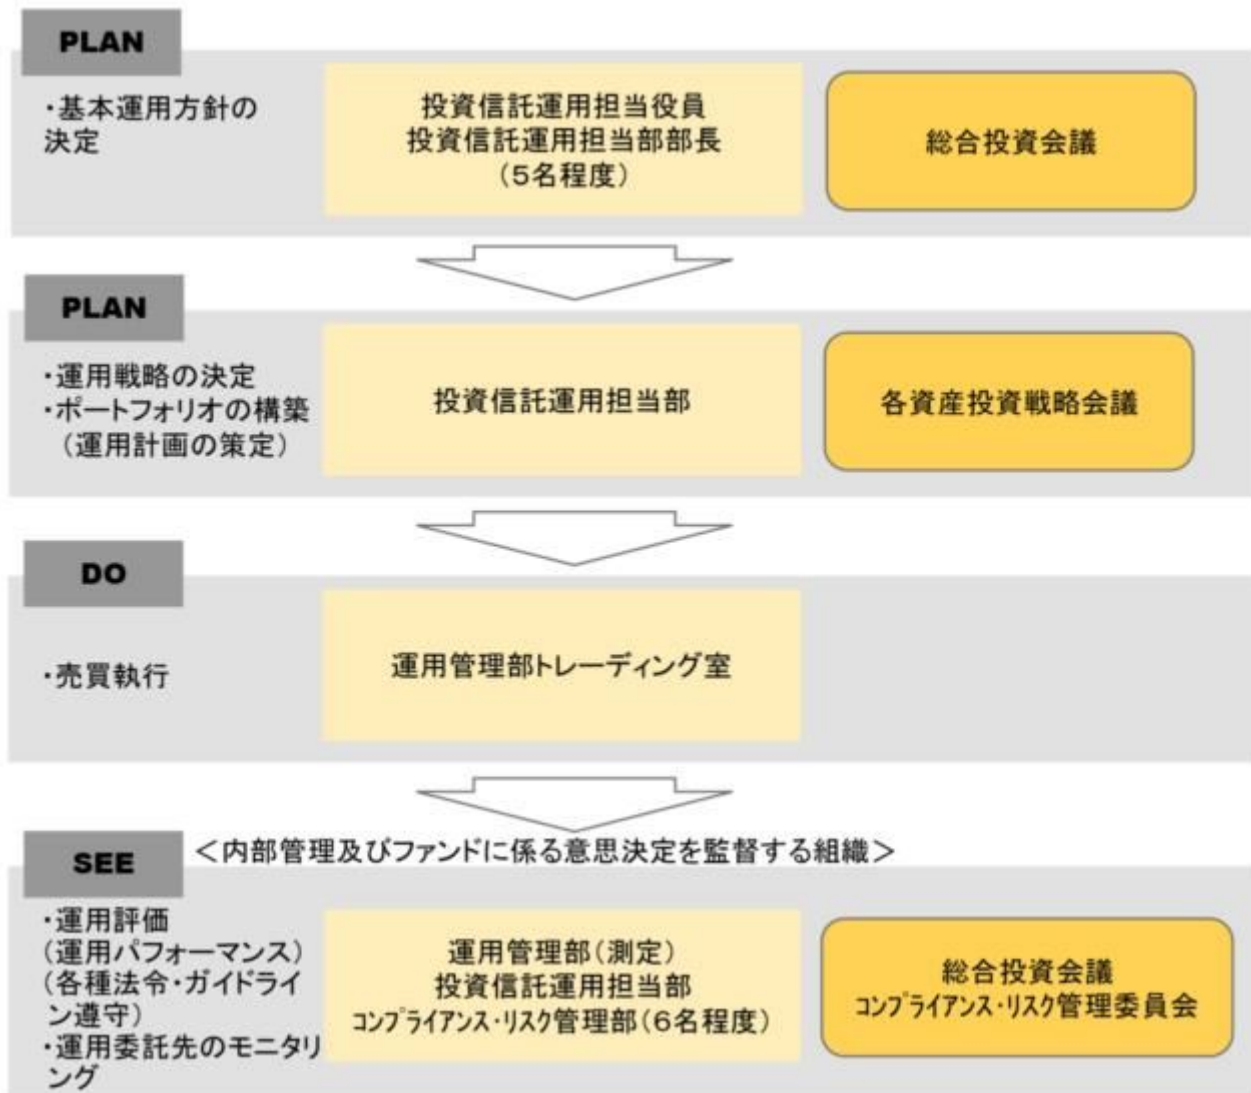 PLAN
・基本運用方針の
決定
投資信託運用担当役員
投資信託運用担当部部長
（5名程度）
総合投資会議
PLAN
・運用戦略の決定
・ポートフォリオの構築
（運用計画の策定）
投資信託運用担当部
各資産投資戦略会議
DO
・売買執行
運用管理部トレーディング室
SEE
＜内部管理及びファンドに係る意思決定を監督する組織＞
・運用評価
（運用パフォーマンス）
（各種法令・ガイドライ
ン遵守）
・運用委託先のモニタリ
ング
運用管理部（測定）
投資信託運用担当部
ｺﾝﾌﾟﾗｲｱﾝｽ・ﾘｽｸ管理部（6名程度）
総合投資会議
ｺﾝﾌﾟﾗｲｱﾝｽ・ﾘｽｸ管理委員会